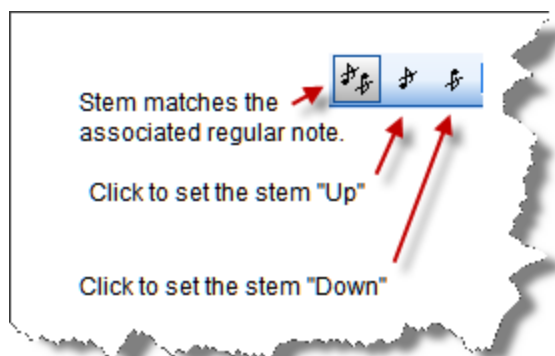 Stem matches the
associated regular note.
Click to set the stem "Up"
Click to set the stem "Down"